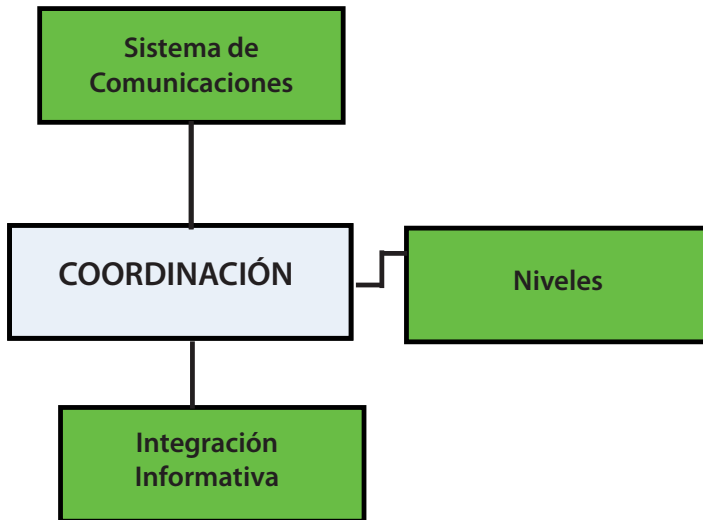 Sistema de
Comunicaciones
COORDINACIÓN
Niveles
Integración
Informativa